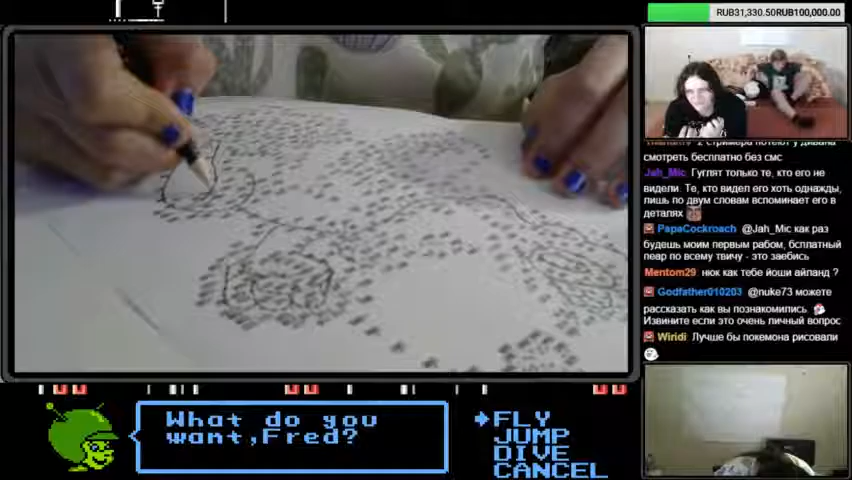 RUB31,330.50RUB100,000.00
2 стримера потеют у дивана
смотреть бесплатно без смс
Jah_Mic: Гуглят только те, кто его не
видели. Те, кто видел его хоть однажды,
лишь по двум словам вспоминает его в
деталях
PapaCockroach @Jah_Mic как раз
будешь моим первым рабом, бсплатный
пеар по всему твичу - это заебись
Mentom29 нюк как тебе йоши айланд ?
Godfather010203 @nuke73 можете
рассказать как вы познакомились.
Извините если это очень личный вопрос
Wiridi Лучше бы покемона рисовали
What do you
want,Fred?
FLY
JUMP
DIVE
CANCEL